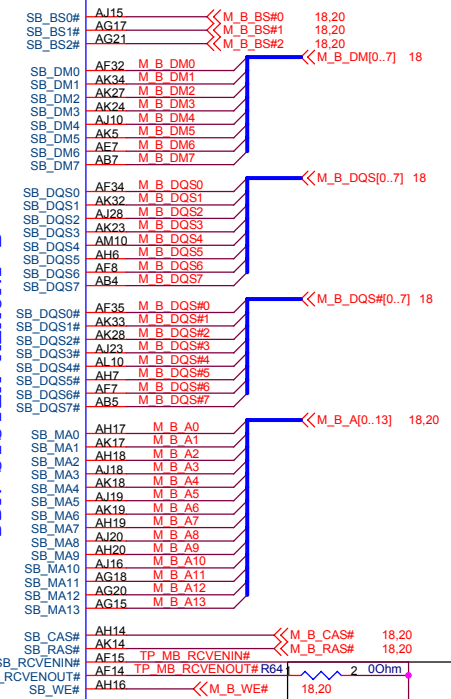 SB_BS0# AJ15 M_B_BS#0 18,20
SB_BS1# AG17 M_B_BS#1 18,20
SB_BS2# AG21 M_B_BS#2 18,20
M_B_DM[0..7] 18
SB_DM0 AF32 M_B_DM0
SB_DM1 AK34 M_B_DM1
SB_DM2 AK27 M_B_DM2
SB_DM3 AK24 M_B_DM3
SB_DM4 AJ10 M_B_DM4
SB_DM5 AK5 M_B_DM5
SB_DM6 AE7 M_B_DM6
SB_DM7 AB7 M_B_DM7
M_B_DQS[0..7] 18
SB_DQS0 AF34 M_B_DQS0
SB_DQS1 AK32 M_B_DQS1
SB_DQS2 AJ28 M_B_DQS2
SB_DQS3 AK23 M_B_DQS3
SB_DQS4 AM10 M_B_DQS4
SB_DQS5 AH6 M_B_DQS5
SB_DQS6 AF8 M_B_DQS6
SB_DQS7 AB4 M_B_DQS7
M_B_DQS#[0..7] 18
SB_DQS0# AF35 M_B_DQS#0
SB_DQS1# AK33 M_B_DQS#1
SB_DQS2# AK28 M_B_DQS#2
SB_DQS3# AJ23 M_B_DQS#3
SB_DQS4# AL10 M_B_DQS#4
SB_DQS5# AH7 M_B_DQS#5
SB_DQS6# AF7 M_B_DQS#6
SB_DQS7# AB5 M_B_DQS#7
M_B_A[0..13] 18,20
SB_MA0 AH17 M_B_A0
SB_MA1 AK17 M_B_A1
SB_MA2 AH18 M_B_A2
SB_MA3 AJ18 M_B_A3
SB_MA4 AK18 M_B_A4
SB_MA5 AJ19 M_B_A5
SB_MA6 AK19 M_B_A6
SB_MA7 AH19 M_B_A7
SB_MA8 AJ20 M_B_A8
SB_MA9 AH20 M_B_A9
SB_MA10 AJ16 M_B_A10
SB_MA11 AG18 M_B_A11
SB_MA12 AG20 M_B_A12
SB_MA13 AG15 M_B_A13
SB_CAS# AH14 M_B_CAS# 18,20
SB_RAS# AK14 M_B_RAS# 18,20
SB_RCVENIN# AF15 TP_MB_RCVENIN#
_RCVENOUT# AF14 TP_MB_RCVENOUT# R64 1 2 0Ohm
SB_WE# AH16 M_B_WE# 18,20